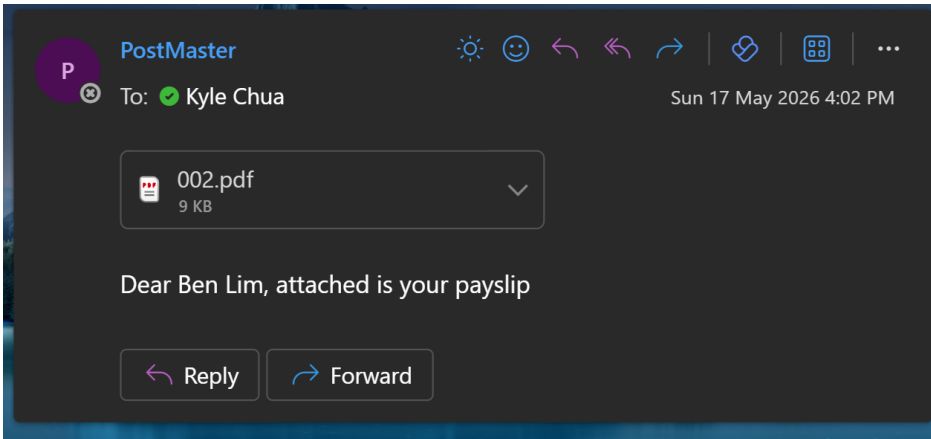 PostMaster
P
To: Kyle Chua
Sun 17 May 2026 4:02 PM
PDF
002.pdf
9 KB
Dear Ben Lim, attached is your payslip
Reply
Forward